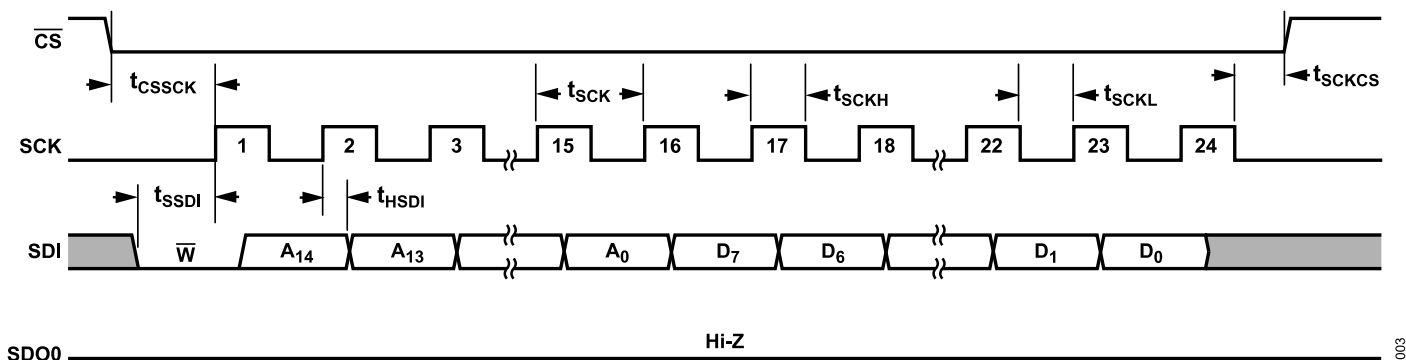 CS
tCSSCK
tSCK
tSCKH
tSCKL
tSCKCS
SCK
1 2 3 15 16 17 18 22 23 24
tSSDI
tHSDI
SDI
W A14 A13 A0 D7 D6 D1 D0
Hi-Z
SDO0
003